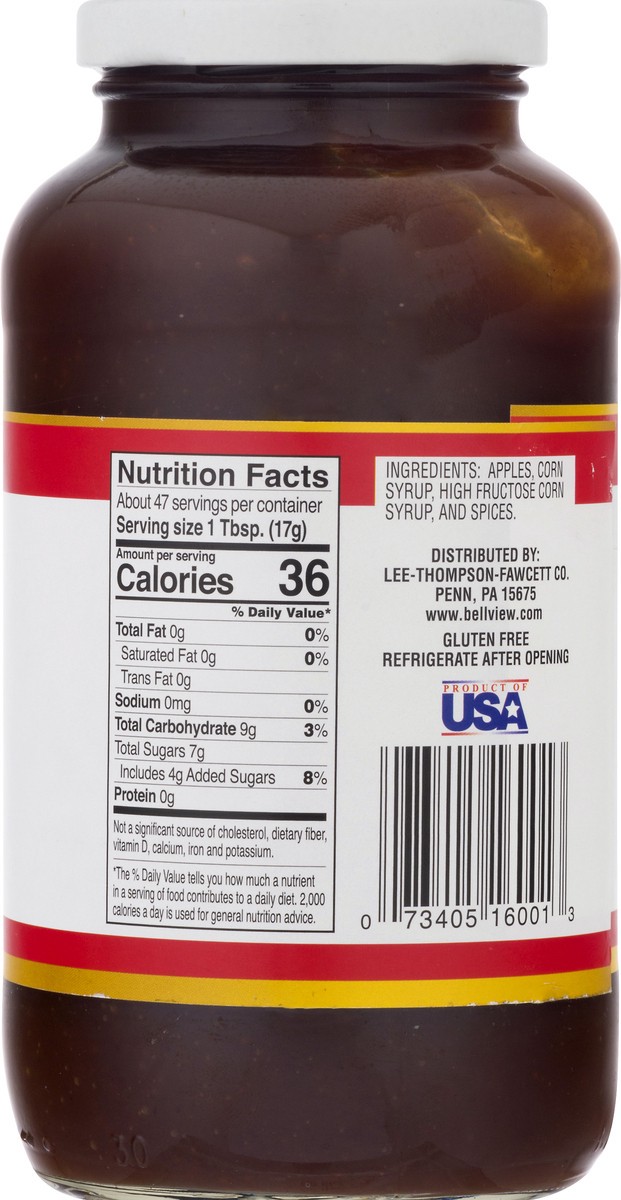 Nutrition Facts
About 47 servings per container
Serving size 1 Tbsp. (17g)
Amount per serving
Calories 36
% Daily Value*
Total Fat 0g 0%
Saturated Fat 0g 0%
Trans Fat 0g
Sodium 0mg 0%
Total Carbohydrate 9g 3%
Total Sugars 7g
Includes 4g Added Sugars 8%
Protein 0g
Not a significant source of cholesterol, dietary fiber,
vitamin D, calcium, iron and potassium.
*The % Daily Value tells you how much a nutrient
in a serving of food contributes to a daily diet. 2,000
calories a day is used for general nutrition advice.
INGREDIENTS: APPLES, CORN
SYRUP, HIGH FRUCTOSE CORN
SYRUP, AND SPICES.
DISTRIBUTED BY:
LEE-THOMPSON-FAWCETT CO.
PENN, PA 15675
www.bellview.com
GLUTEN FREE
REFRIGERATE AFTER OPENING
PRODUCT OF
USA
0 73405 16001 3
30